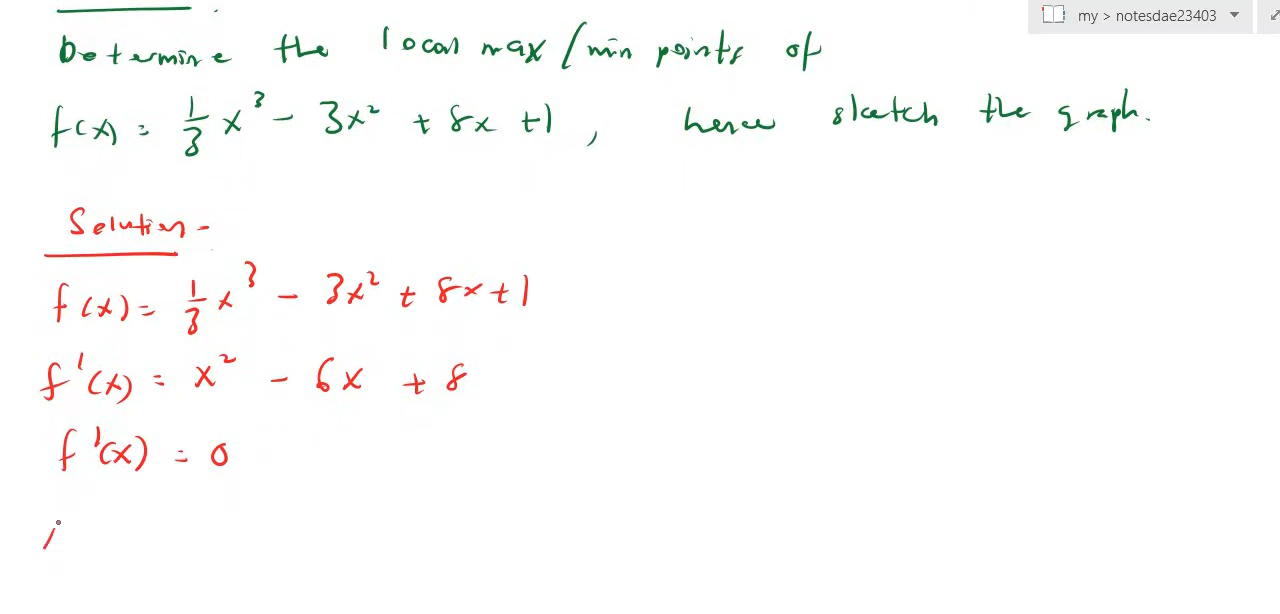 my > notesdae23403
Determine the local max/min points of
f(x) = 1/3 x³ - 3x² + 8x + 1, hence sketch the graph.
Solution -
f(x) = 1/3 x³ - 3x² + 8x + 1
f'(x) = x² - 6x + 8
f'(x) = 0